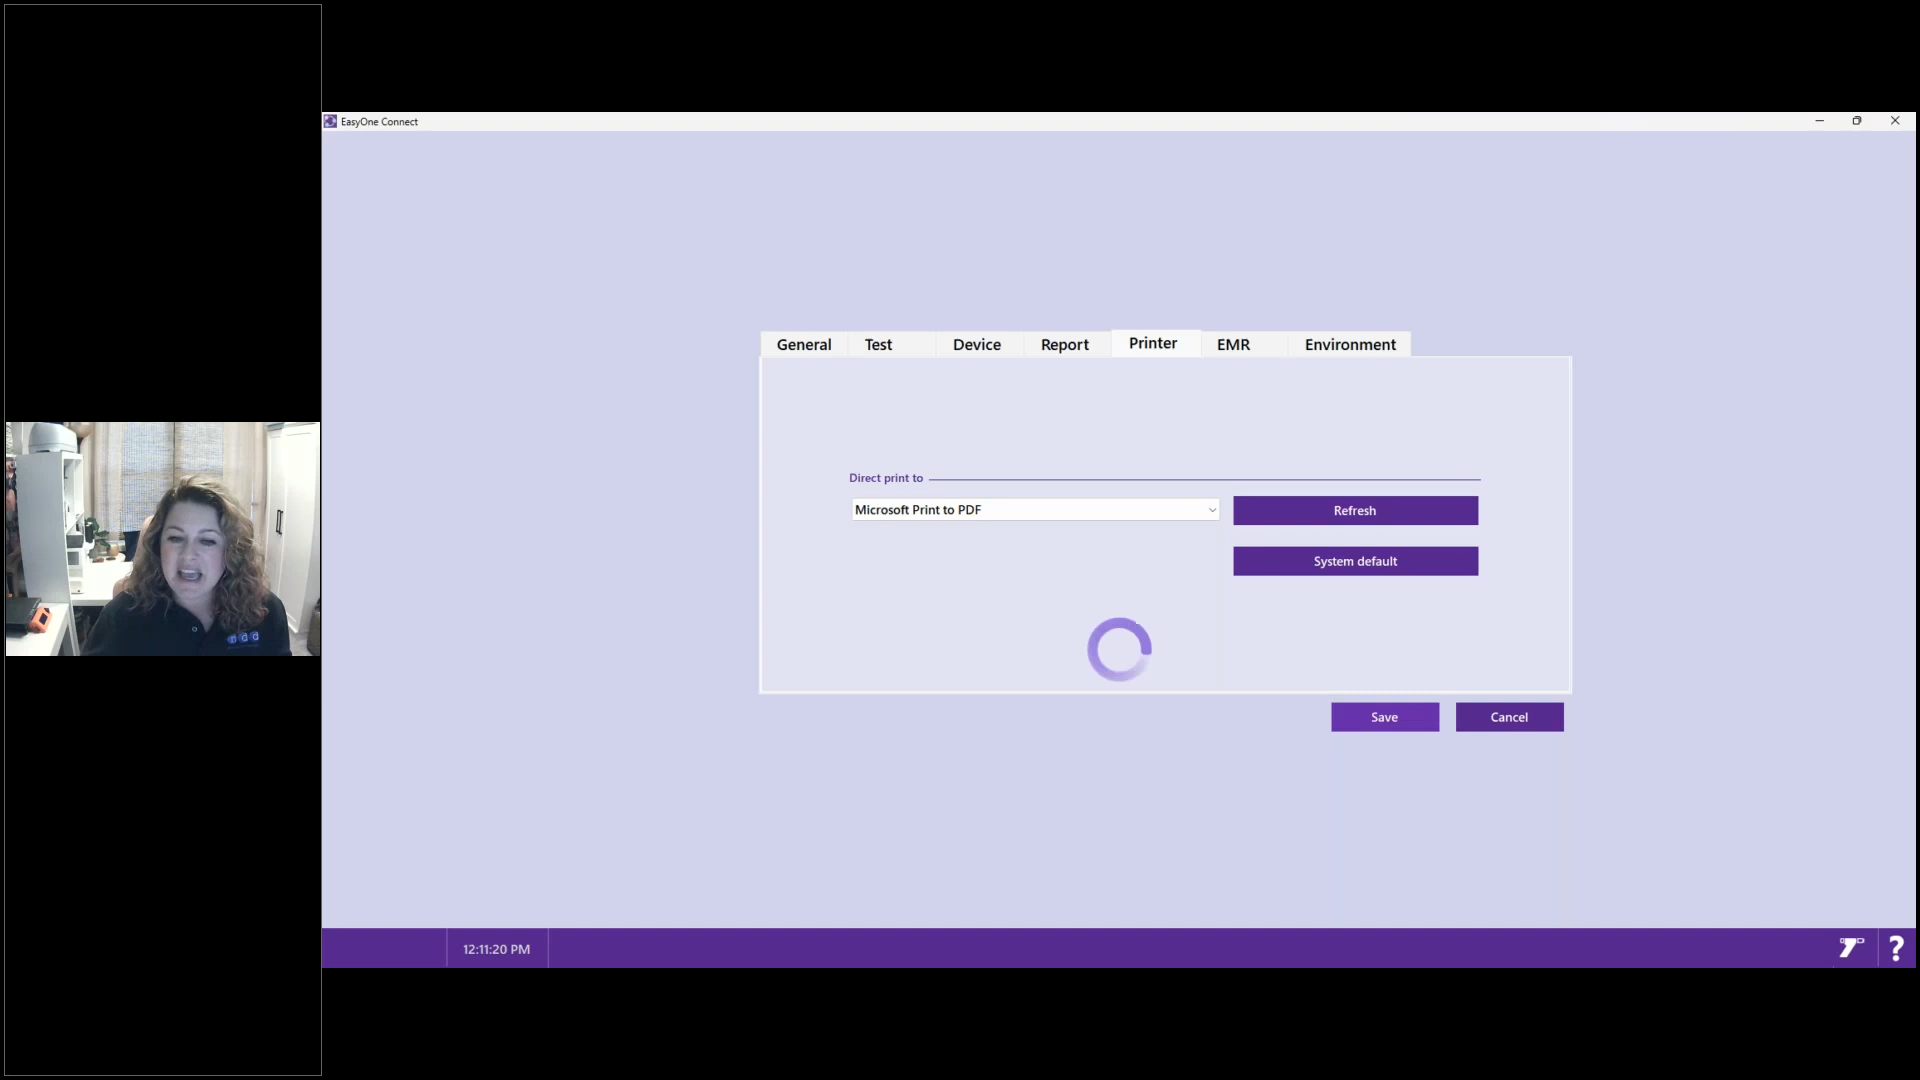 EasyOne Connect
General Test Device Report Printer EMR Environment
Direct print to
Microsoft Print to PDF
Refresh
System default
Save Cancel
12:11:20 PM
?
ndd